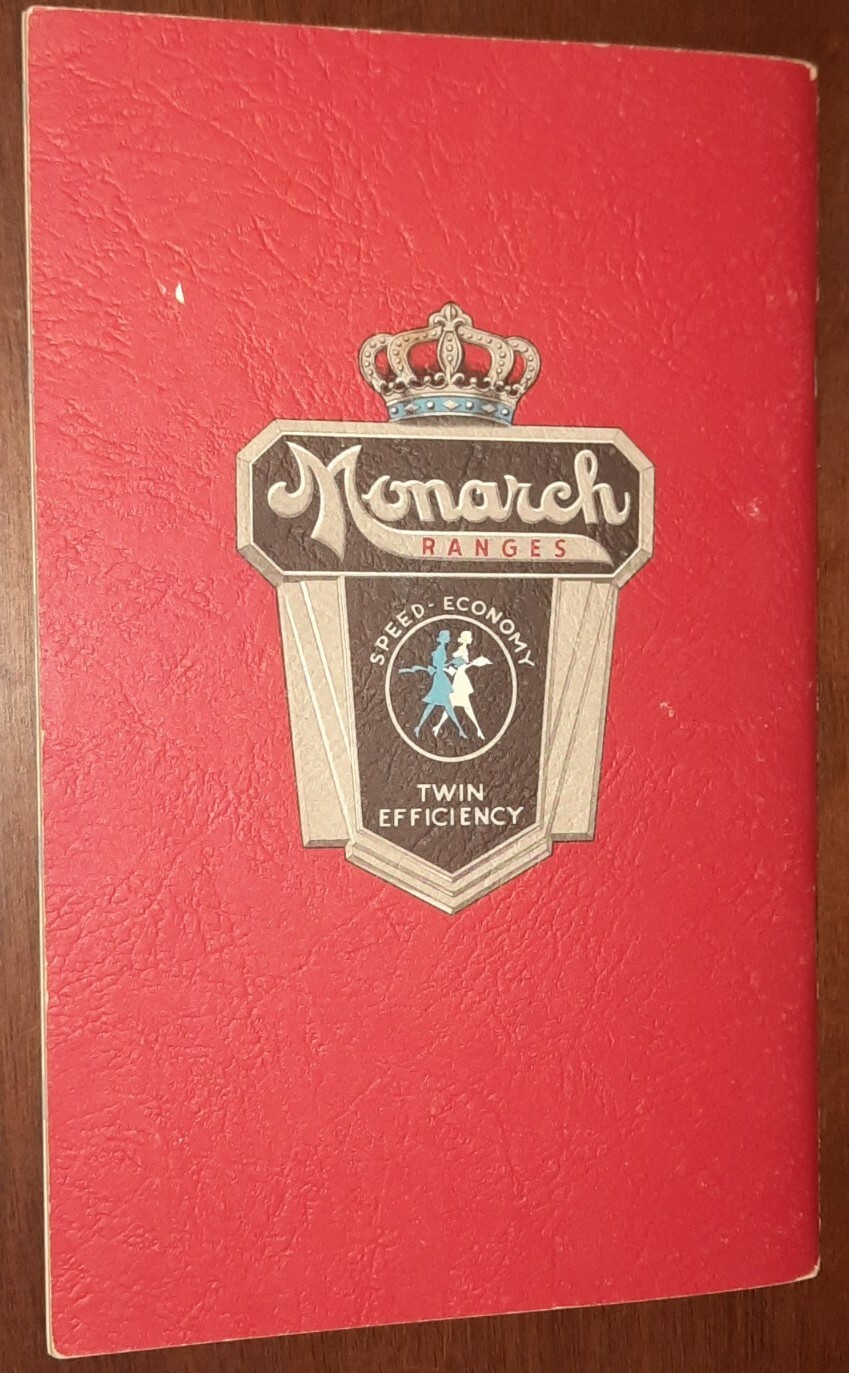 Monarch
RANGES
SPEED-ECONOMY
TWIN
EFFICIENCY